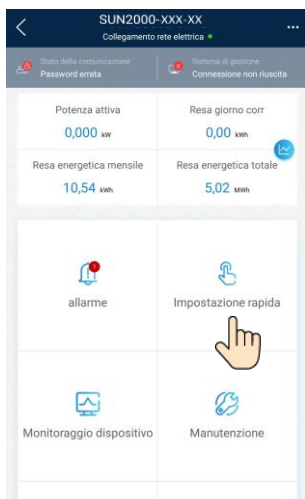 SUN2000-XXX-XX
Collegamento rete elettrica
Stato della comunicazione
Password errata
Sistema di gestione
Connessione non riuscita
Potenza attiva
0,000 kW
Resa giorno corr
0,00 kWh
Resa energetica mensile
10,54 kWh
Resa energetica totale
5,02 MWh
1
allarme
Impostazione rapida
Monitoraggio dispositivo
Manutenzione